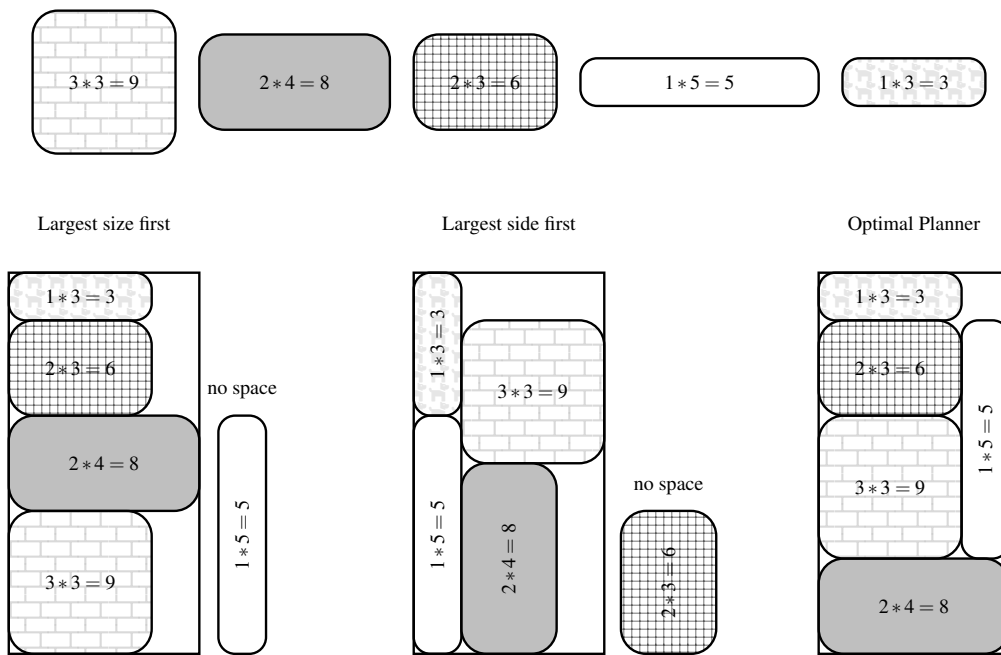 3 ∗ 3 = 9
2 ∗ 4 = 8
2 ∗ 3 = 6
1 ∗ 5 = 5
1 ∗ 3 = 3
Largest size first
1 ∗ 3 = 3
2 ∗ 3 = 6
2 ∗ 4 = 8
3 ∗ 3 = 9
no space
1 ∗ 5 = 5
Largest side first
1 ∗ 3 = 3
3 ∗ 3 = 9
1 ∗ 5 = 5
2 ∗ 4 = 8
no space
2 ∗ 3 = 6
Optimal Planner
1 ∗ 3 = 3
2 ∗ 3 = 6
1 ∗ 5 = 5
3 ∗ 3 = 9
2 ∗ 4 = 8